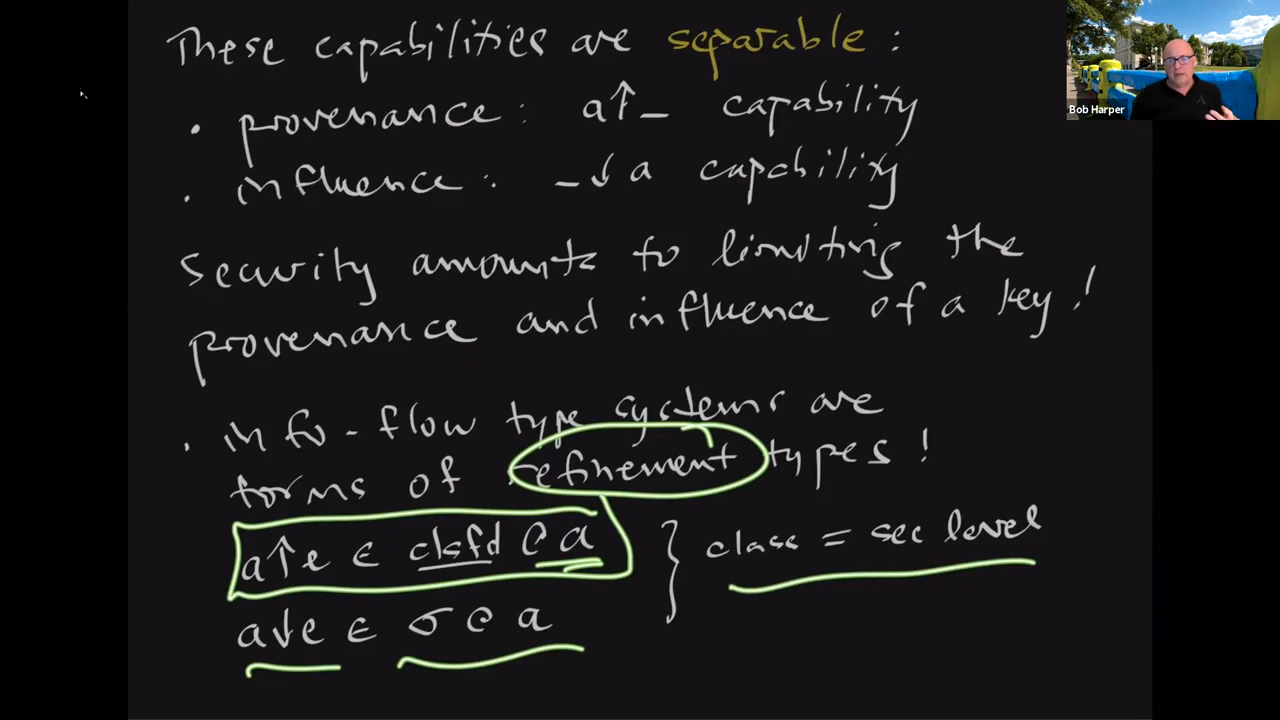 These capabilities are separable :
• provenance : a↑_ capability
Bob Harper
• influence : _↓a capability
Security amounts to limiting the
provenance and influence of a key !
• info-flow type systems are
forms of refinement types !
a↑e ∈ clsfd @ a } class = sec level
a↓e ∈ σ @ a